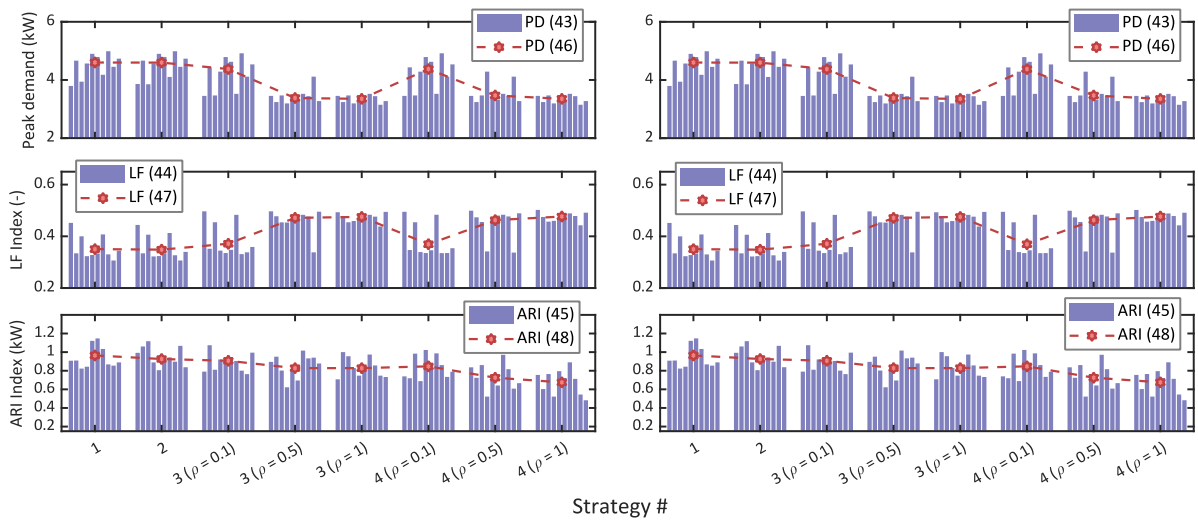 Peak demand (kW)
6
4
2
PD (43)
PD (46)
6
4
2
PD (43)
PD (46)
LF Index (-)
0.6
0.4
0.2
LF (44)
LF (47)
0.6
0.4
0.2
LF (44)
LF (47)
ARI Index (kW)
1.2
1
0.8
0.6
0.4
0.2
ARI (45)
ARI (48)
1.2
1
0.8
0.6
0.4
0.2
ARI (45)
ARI (48)
1
2
3 (ρ = 0.1)
3 (ρ = 0.5)
3 (ρ = 1)
4 (ρ = 0.1)
4 (ρ = 0.5)
4 (ρ = 1)
1
2
3 (ρ = 0.1)
3 (ρ = 0.5)
3 (ρ = 1)
4 (ρ = 0.1)
4 (ρ = 0.5)
4 (ρ = 1)
Strategy #